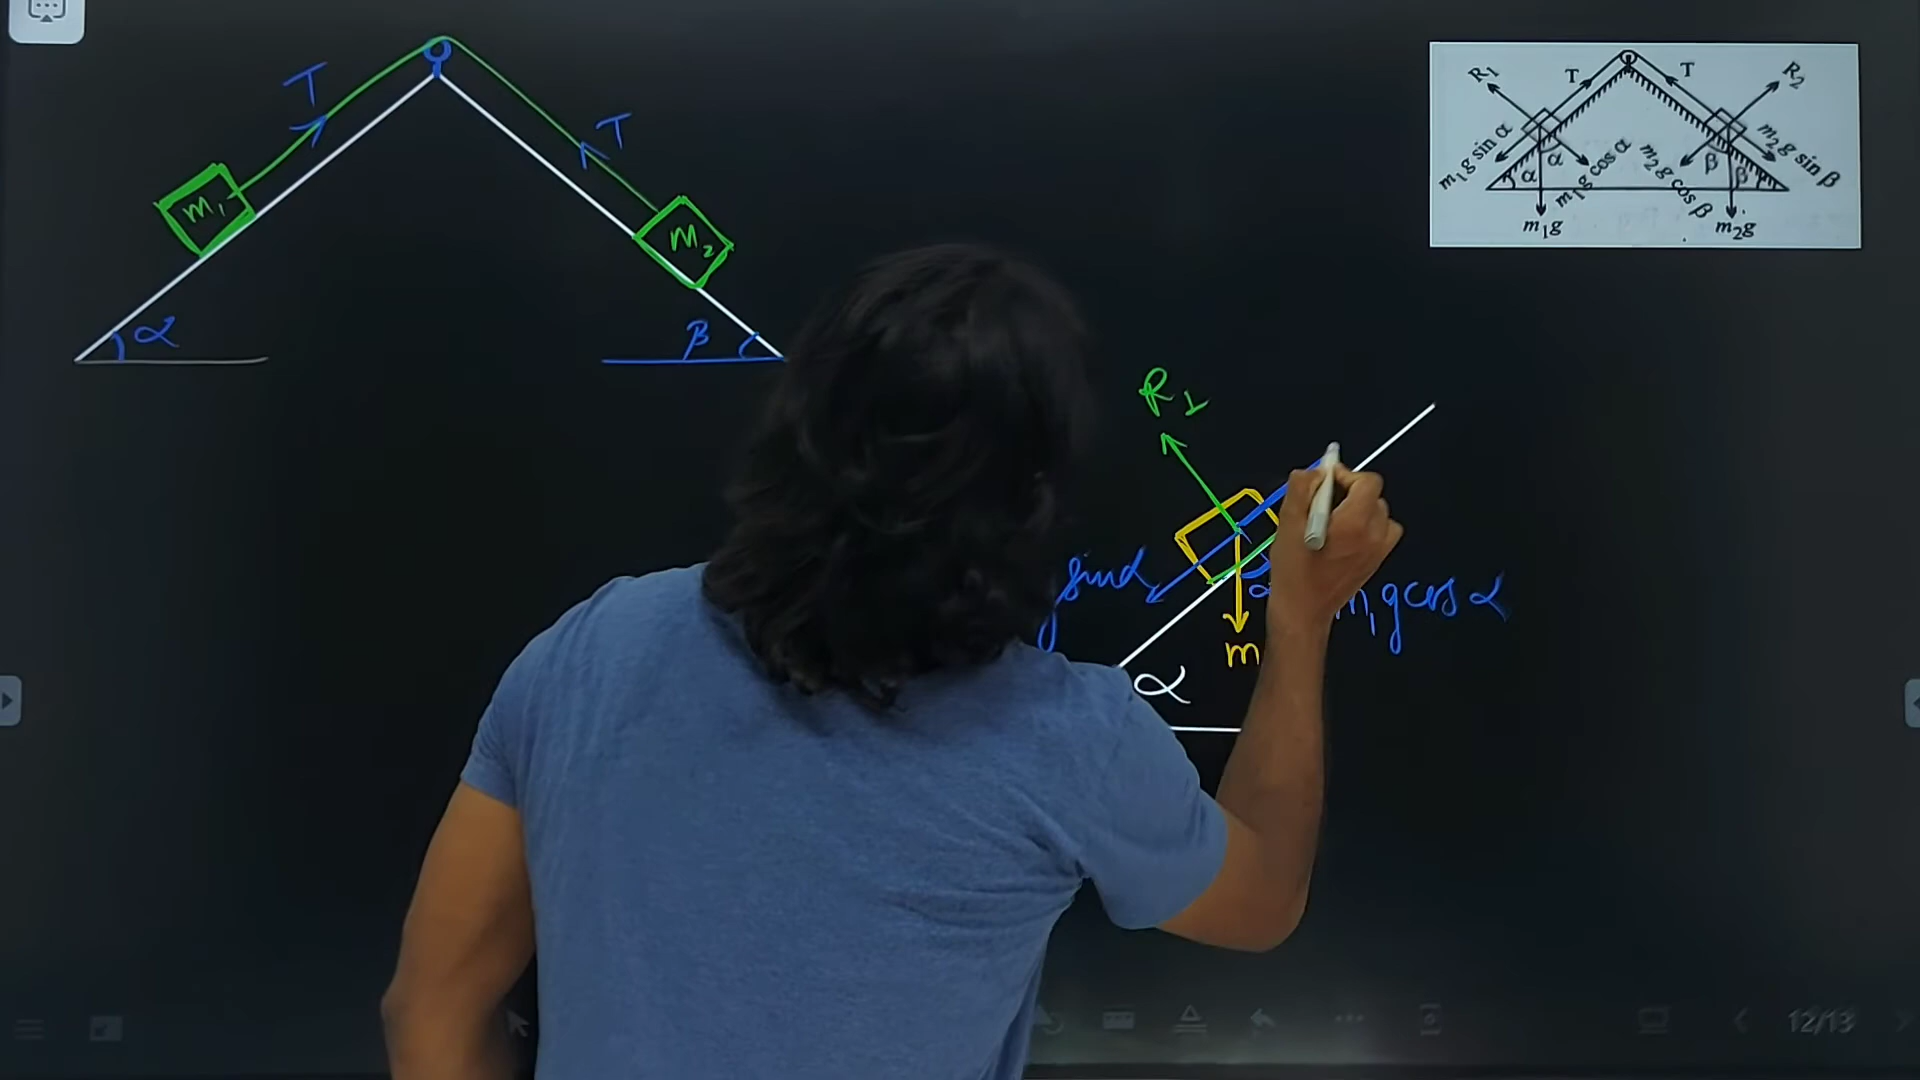 T
T
m₁
m₂
α
β
R₁
T
T
R₂
m₁g sin α
α
α
m₁g cos α
m₂g cos β
β
β
m₂g sin β
m₁g
m₂g
R₁
g sin α
α
m₁ g cos α
m
α
12/13